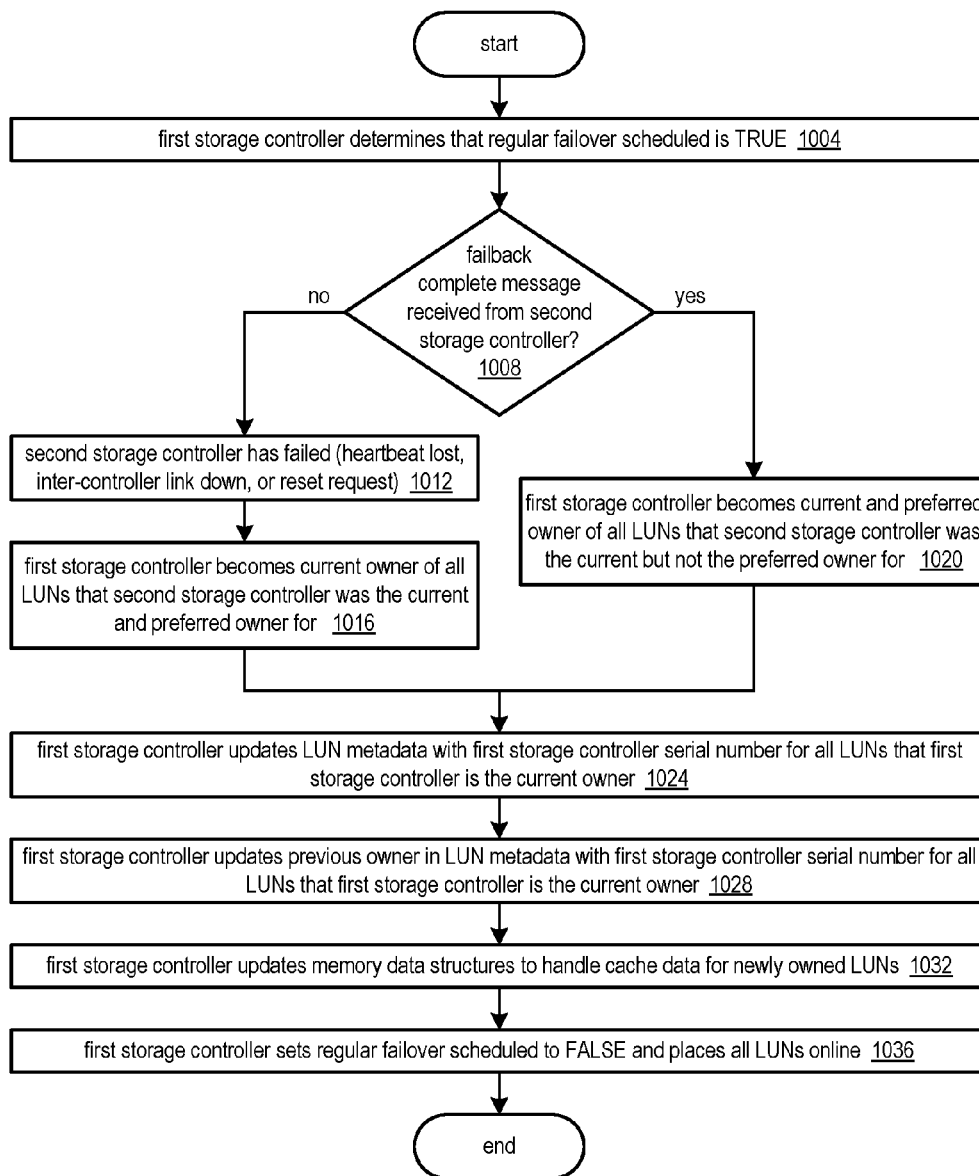 start
first storage controller determines that regular failover scheduled is TRUE 1004
failback
complete message
received from second
storage controller?
1008
no
yes
second storage controller has failed (heartbeat lost,
inter-controller link down, or reset request) 1012
first storage controller becomes current owner of all
LUNs that second storage controller was the current
and preferred owner for 1016
first storage controller becomes current and preferred
owner of all LUNs that second storage controller was
the current but not the preferred owner for 1020
first storage controller updates LUN metadata with first storage controller serial number for all LUNs that first
storage controller is the current owner 1024
first storage controller updates previous owner in LUN metadata with first storage controller serial number for all
LUNs that first storage controller is the current owner 1028
first storage controller updates memory data structures to handle cache data for newly owned LUNs 1032
first storage controller sets regular failover scheduled to FALSE and places all LUNs online 1036
end